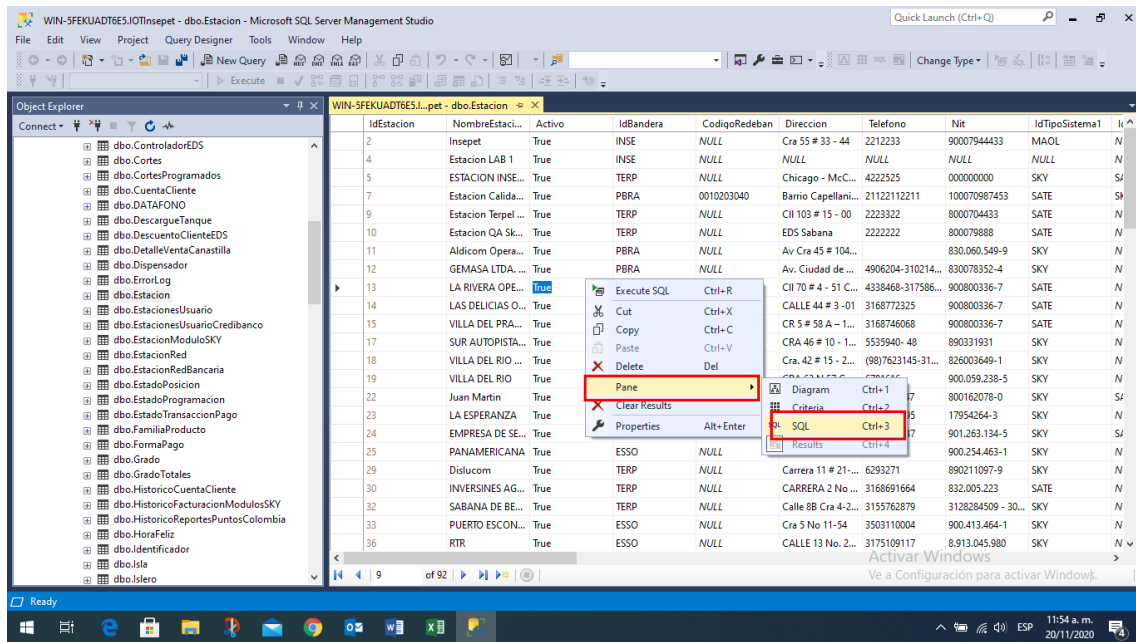 WIN-5FEKUADT6E5.IOTInsepet - dbo.Estacion - Microsoft SQL Server Management Studio
Quick Launch (Ctrl+Q)
File Edit View Project Query Designer Tools Window Help
New Query
Change Type
Execute
Object Explorer
WIN-5FEKUADT6E5.I...pet - dbo.Estacion
Connect
dbo.ControladorEDS
dbo.Cortes
dbo.CortesProgramados
dbo.CuentaCliente
dbo.DATAFONO
dbo.DescargueTanque
dbo.DescuentoClienteEDS
dbo.DetalleVentaCanastilla
dbo.Dispensador
dbo.ErrorLog
dbo.Estacion
dbo.EstacionesUsuario
dbo.EstacionesUsuarioCredibanco
dbo.EstacionModuloSKY
dbo.EstacionRed
dbo.EstacionRedBancaria
dbo.EstadoPosicion
dbo.EstadoProgramacion
dbo.EstadoTransaccionPago
dbo.FamiliaProducto
dbo.FormaPago
dbo.Grado
dbo.GradoTotales
dbo.HistoricoCuentaCliente
dbo.HistoricoFacturacionModulosSKY
dbo.HistoricoReportesPuntosColombia
dbo.HoraFeliz
dbo.Identificador
dbo.Isla
dbo.Islero
IdEstacion NombreEstaci... Activo IdBandera CodigoRedeban Direccion Telefono Nit IdTipoSistema1
2 Insepet True INSE NULL Cra 55 # 33 - 44 2212233 90007944433 MAOL
4 Estacion LAB 1 True INSE NULL NULL NULL NULL NULL
5 ESTACION INSE... True TERP NULL Chicago - McC... 4222525 000000000 SKY
7 Estacion Calida... True PBRA 0010203040 Barrio Capellani... 21122112211 100070987453 SATE
9 Estacion Terpel ... True TERP NULL Cll 103 # 15 - 00 2223322 8000704433 SATE
10 Estacion QA Sk... True TERP NULL EDS Sabana 2222222 800079888 SATE
11 Aldicom Opera... True PBRA NULL Av Cra 45 # 104... 830.060.549-9 SKY
12 GEMASA LTDA. ... True PBRA NULL Av. Ciudad de ... 4906204-310214... 830078352-4 SKY
13 LA RIVERA OPE... True Cll 70 # 4 - 51 C... 4338468-317586... 900800336-7 SATE
14 LAS DELICIAS O... True CALLE 44 # 3 -01 3168772325 900800336-7 SATE
15 VILLA DEL PRA... True CR 5 # 58 A – 1... 3168746068 900800336-7 SATE
17 SUR AUTOPISTA... True CRA 46 # 10 - 1... 5535940- 48 890331931 SKY
18 VILLA DEL RIO ... True Cra. 42 # 15 - 2... (98)7623145-31... 826003649-1 SKY
19 VILLA DEL RIO True 900.059.238-5 SKY
22 Juan Martin True 800162078-0 SKY
23 LA ESPERANZA True 17954264-3 SKY
24 EMPRESA DE SE... True 901.263.134-5 SKY
25 PANAMERICANA True ESSO NULL 900.254.463-1 SKY
29 Dislucom True TERP NULL Carrera 11 # 21-... 6293271 890211097-9 SKY
30 INVERSINES AG... True TERP NULL CARRERA 2 No ... 3168691664 832.005.223 SATE
32 SABANA DE BE... True TERP NULL Calle 8B Cra 4-2... 3155762879 3128284509 - 30... SKY
33 PUERTO ESCON... True ESSO NULL Cra 5 No 11-54 3503110004 900.413.464-1 SKY
36 RTR True ESSO NULL CALLE 13 No. 2... 3175109117 8.913.045.980 SKY
Execute SQL Ctrl+R
Cut Ctrl+X
Copy Ctrl+C
Paste Ctrl+V
Delete Del
Pane
Clear Results
Properties Alt+Enter
Diagram Ctrl+1
Criteria Ctrl+2
SQL Ctrl+3
Results Ctrl+4
9 of 92
Activar Windows
Ve a Configuración para activar Windows.
Ready
ESP
11:54 a. m.
20/11/2020